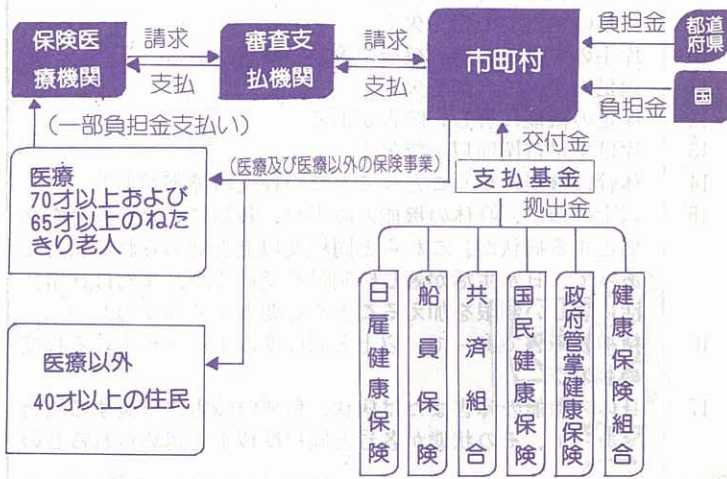 保険医
療機関
請求
支払
審査支
払機関
請求
支払
市町村
負担金
都道
府県
負担金
国
(一部負担金支払い)
交付金
(医療及び医療以外の保険事業)
支払基金
拠出金
医療
70才以上および
65才以上のねた
きり老人
医療以外
40才以上の住民
日雇健康保険
船員保険
共済組合
国民健康保険
政府管掌健康保険
健康保険組合